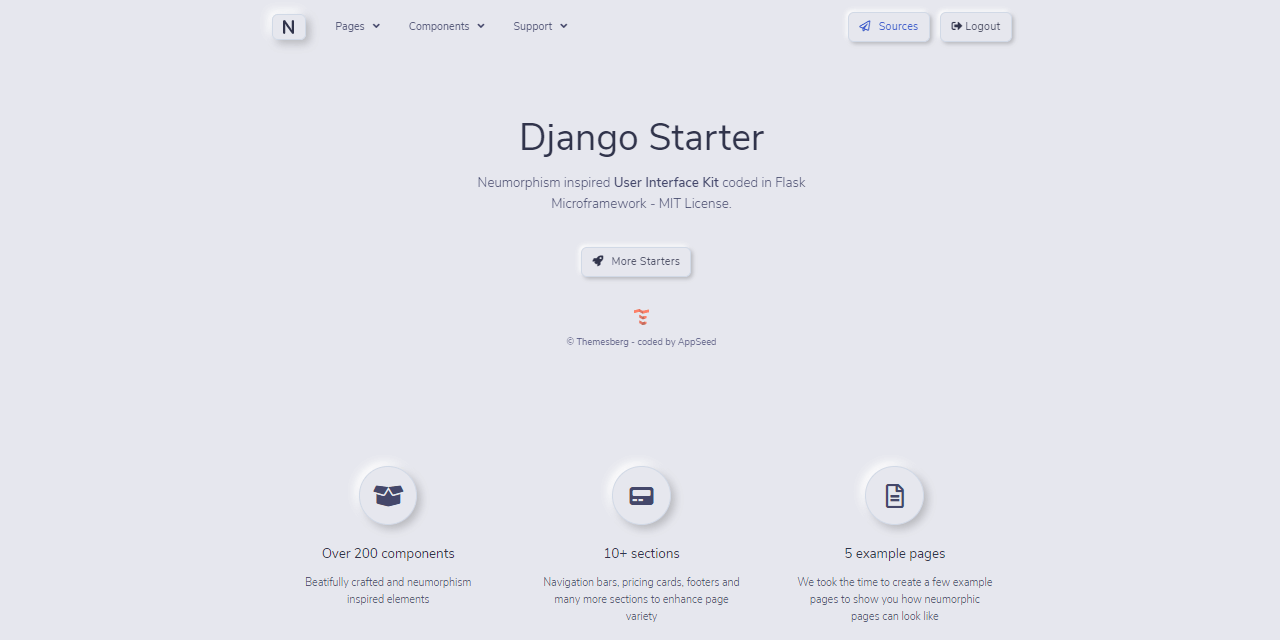 N Pages Components Support Sources Logout
Django Starter
Neumorphism inspired User Interface Kit coded in Flask
Microframework - MIT License.
More Starters
© Themesberg - coded by AppSeed
Over 200 components
Beatifully crafted and neumorphism
inspired elements
10+ sections
Navigation bars, pricing cards, footers and
many more sections to enhance page
variety
5 example pages
We took the time to create a few example
pages to show you how neumorphic
pages can look like